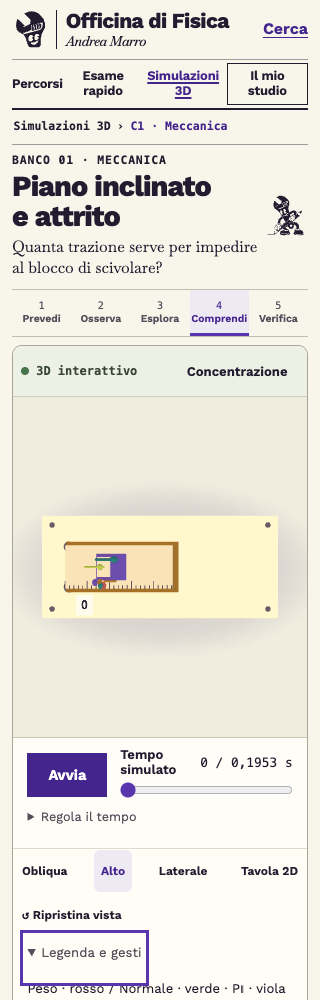 Officina di Fisica
Andrea Marro
Cerca
Percorsi
Esame rapido
Simulazioni 3D
Il mio studio
Simulazioni 3D › C1 · Meccanica
BANCO 01 · MECCANICA
Piano inclinato
e attrito
Quanta trazione serve per impedire
al blocco di scivolare?
1 Prevedi
2 Osserva
3 Esplora
4 Comprendi
5 Verifica
3D interattivo
Concentrazione
0
Avvia
Tempo simulato
0 / 0,1953 s
▶ Regola il tempo
Obliqua
Alto
Laterale
Tavola 2D
↺ Ripristina vista
▼ Legenda e gesti
Peso · rosso / Normale · verde · P∥ · viola